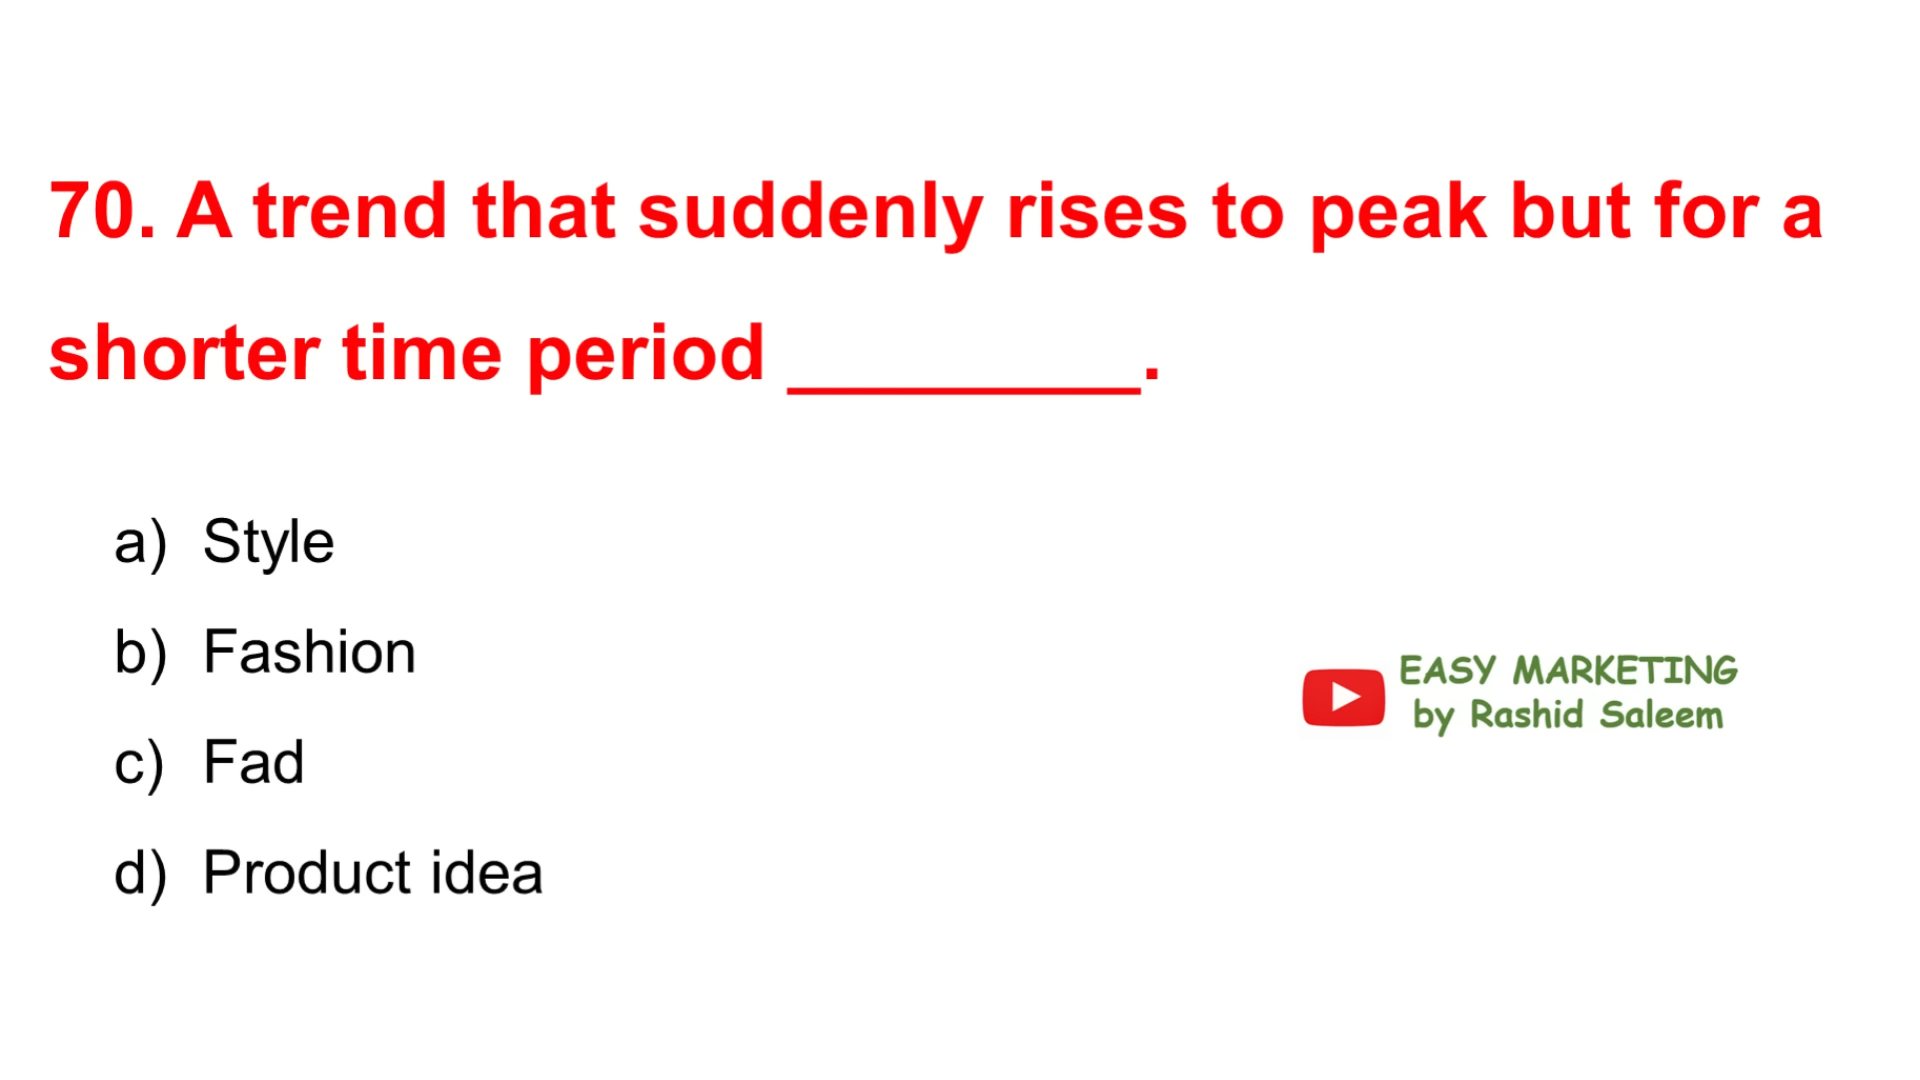 70. A trend that suddenly rises to peak but for a
shorter time period _________.
a) Style
b) Fashion
c) Fad
d) Product idea
EASY MARKETING
by Rashid Saleem